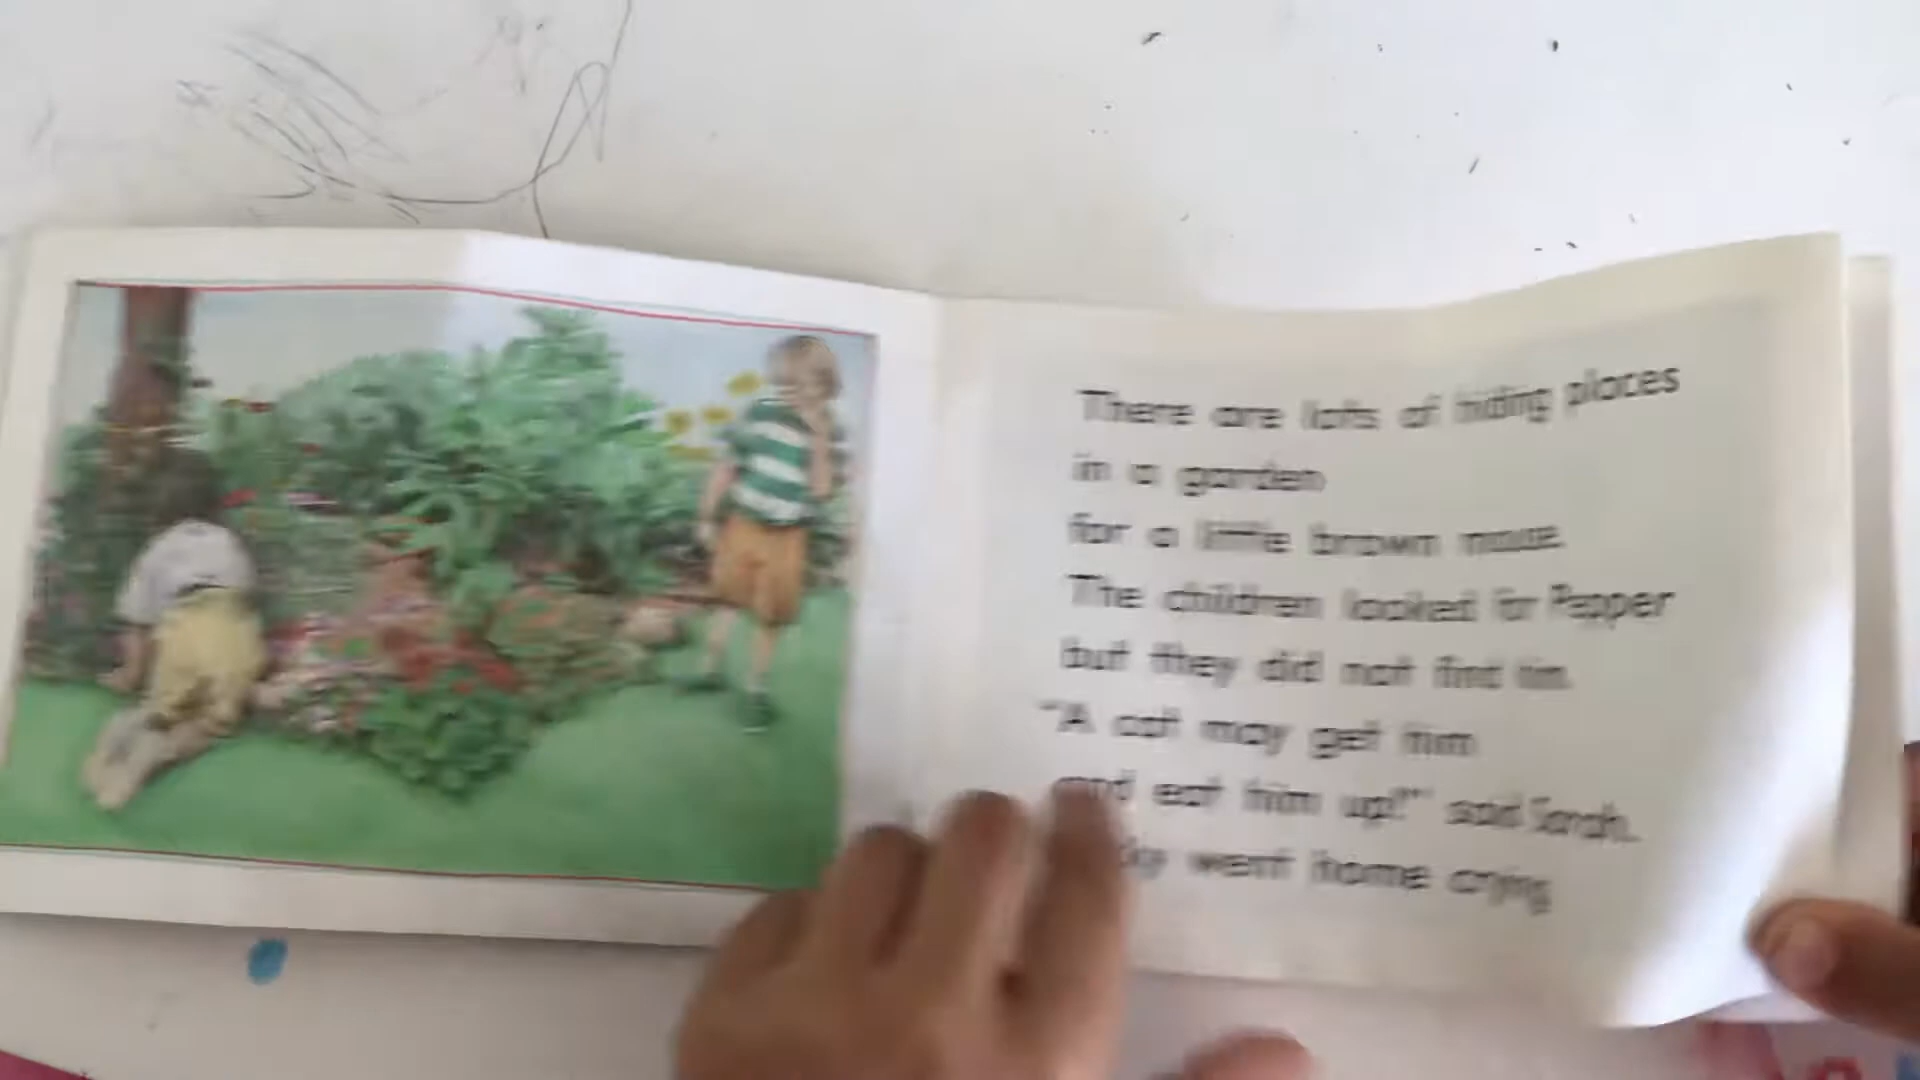 There are lots of hiding places
in a garden
for a little brown mouse.
The children looked for Pepper
but they did not find him.
"A cat may get him
and eat him up!" said Sarah.
went home crying